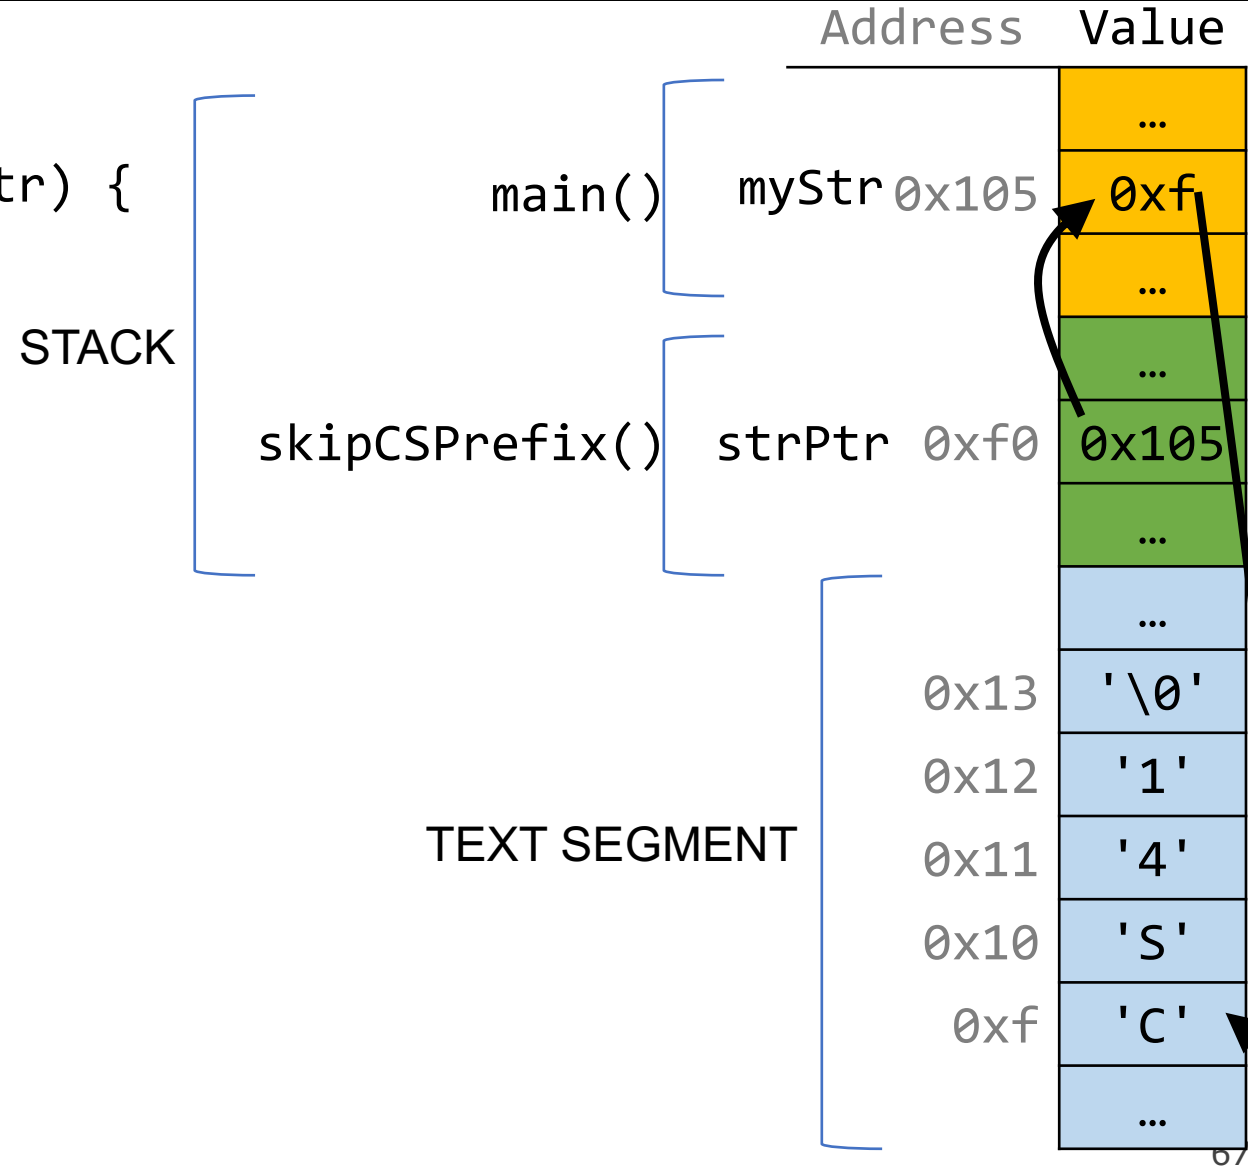 Address Value
…
tr) { main() myStr 0x105 0xf
…
STACK
…
skipCSPrefix() strPtr 0xf0 0x105
…
…
0x13 '\0'
0x12 '1'
TEXT SEGMENT
0x11 '4'
0x10 'S'
0xf 'C'
…
67